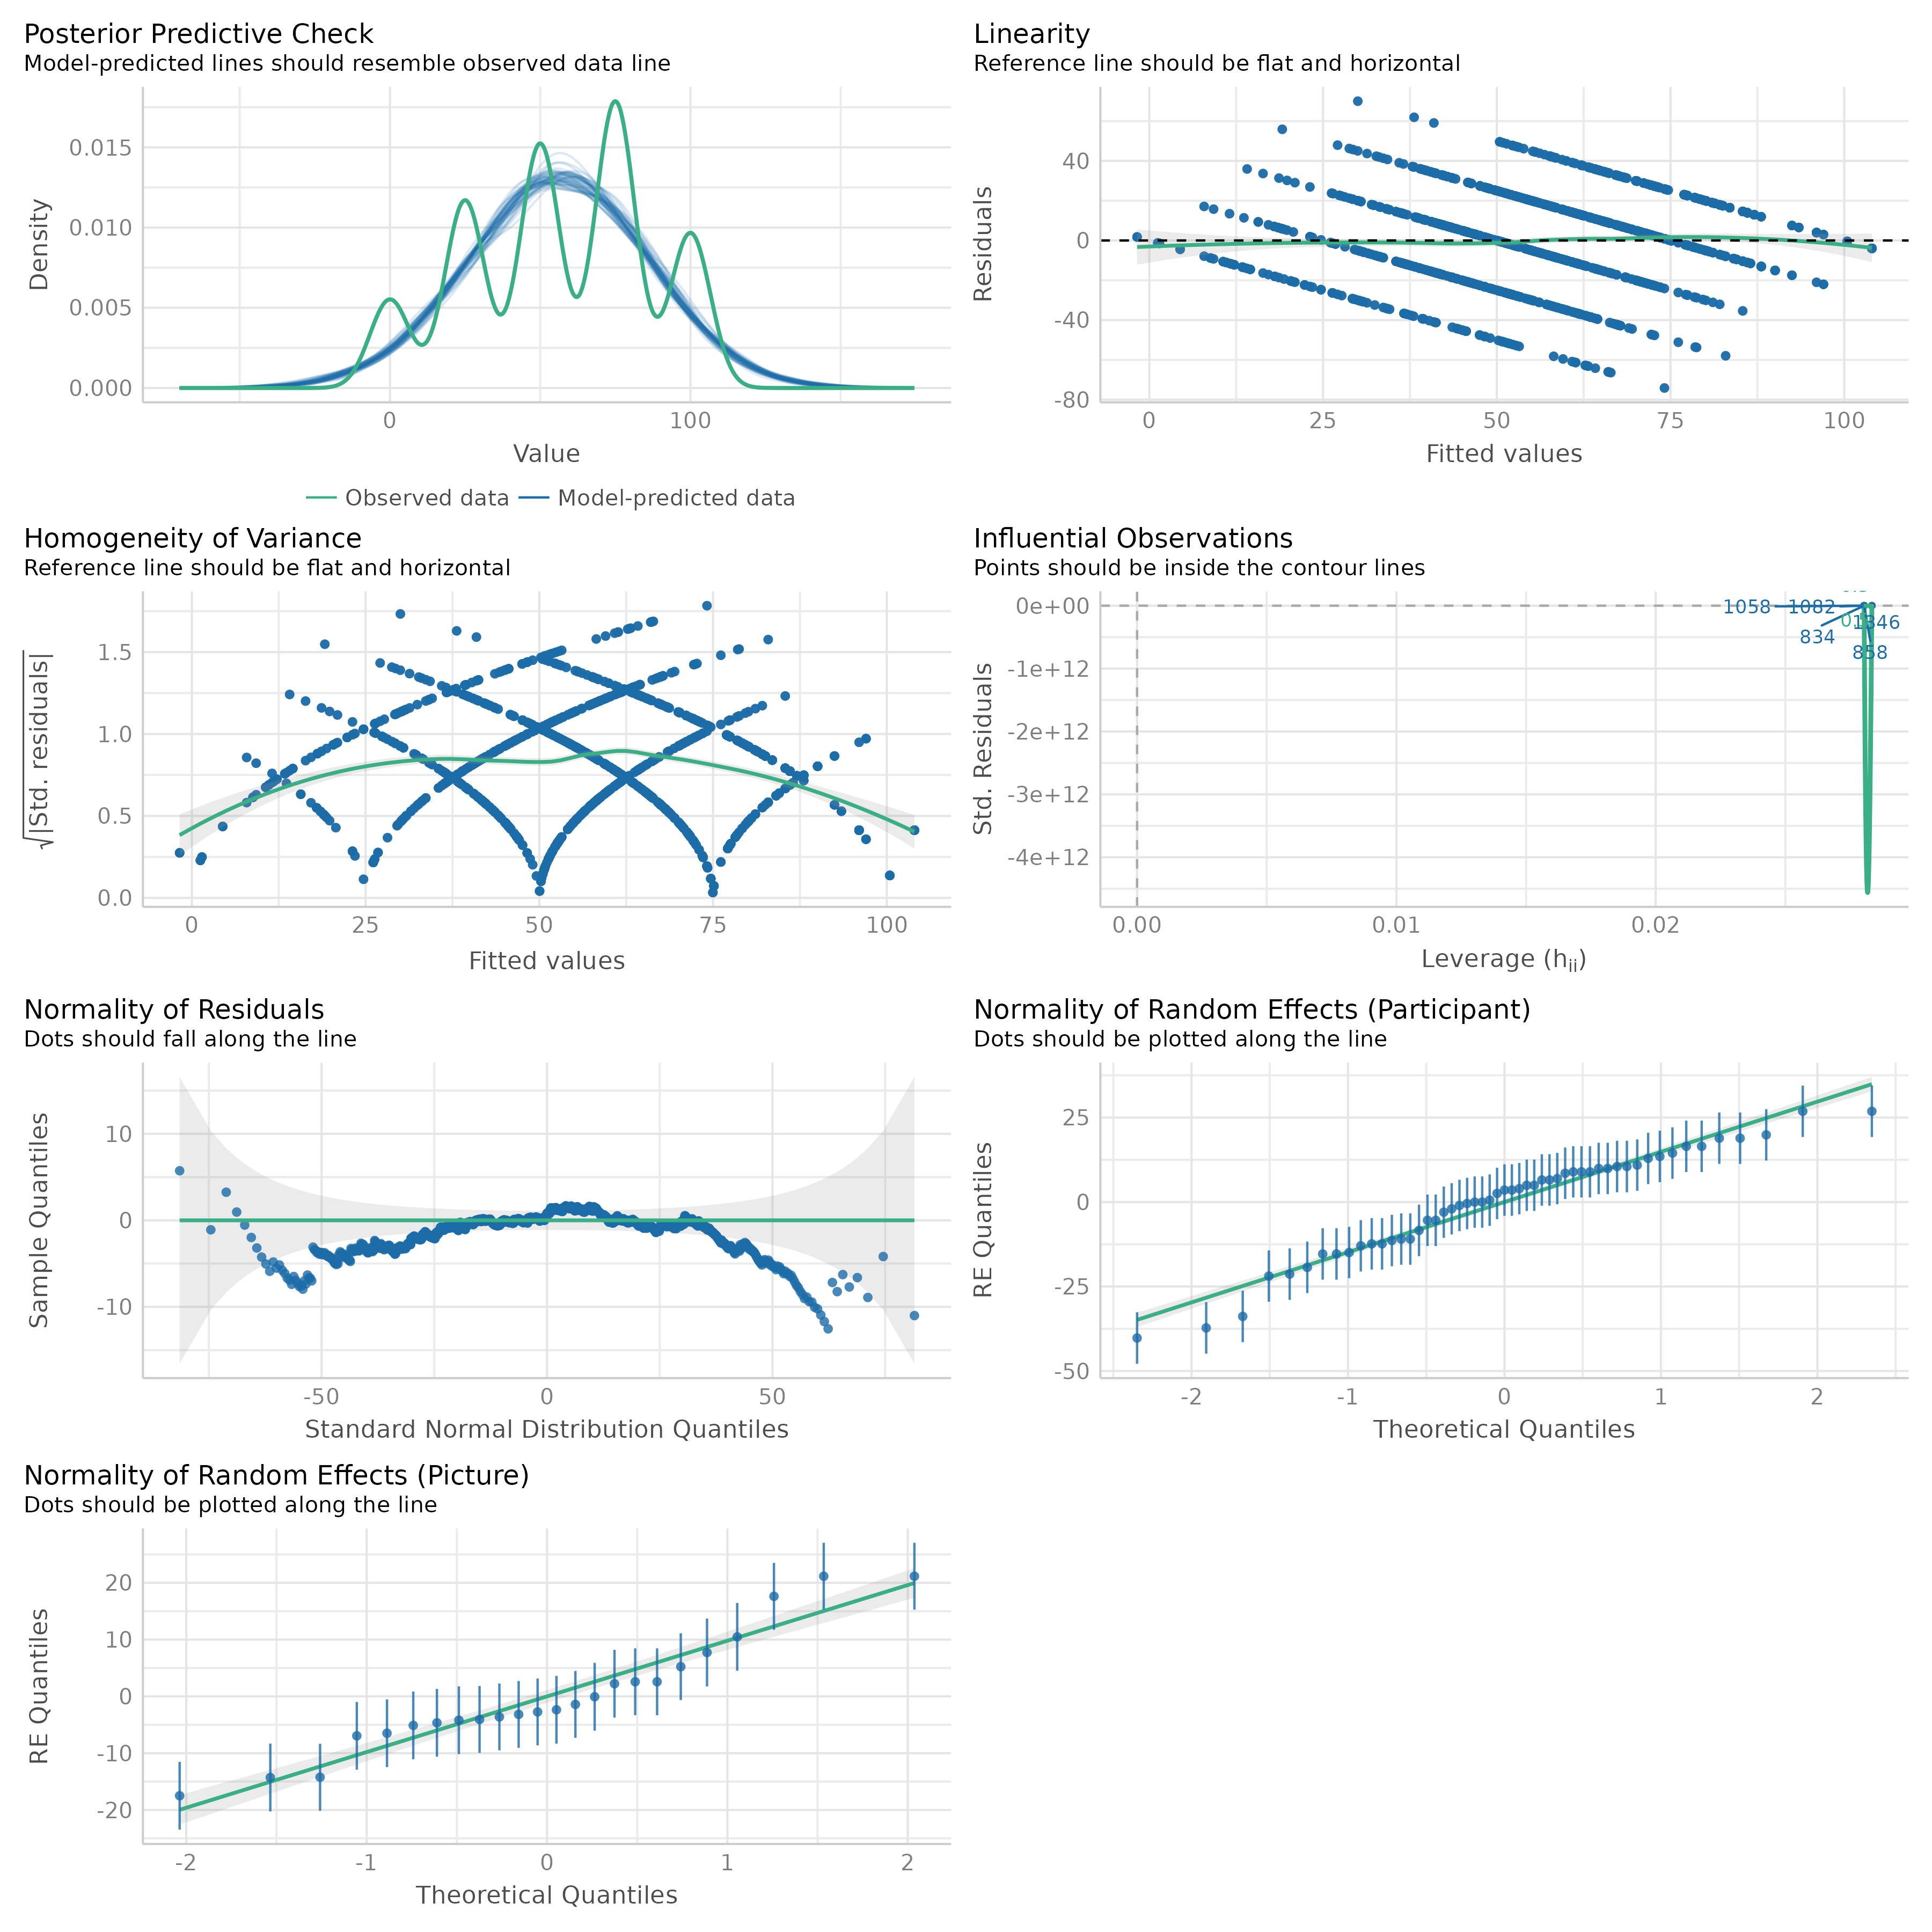 Posterior Predictive Check
Model-predicted lines should resemble observed data line
0.015
0.010
0.005
0.000
Density
0
100
Value
Observed data
Model-predicted data
Linearity
Reference line should be flat and horizontal
40
0
-40
-80
Residuals
0
25
50
75
100
Fitted values
Homogeneity of Variance
Reference line should be flat and horizontal
1.5
1.0
0.5
0.0
√|Std. residuals|
0
25
50
75
100
Fitted values
Influential Observations
Points should be inside the contour lines
0e+00
-1e+12
-2e+12
-3e+12
-4e+12
Std. Residuals
1058
1082
1346
834
858
0.00
0.01
0.02
Leverage (hii)
Normality of Residuals
Dots should fall along the line
10
0
-10
Sample Quantiles
-50
0
50
Standard Normal Distribution Quantiles
Normality of Random Effects (Participant)
Dots should be plotted along the line
25
0
-25
-50
RE Quantiles
-2
-1
0
1
2
Theoretical Quantiles
Normality of Random Effects (Picture)
Dots should be plotted along the line
20
10
0
-10
-20
RE Quantiles
-2
-1
0
1
2
Theoretical Quantiles